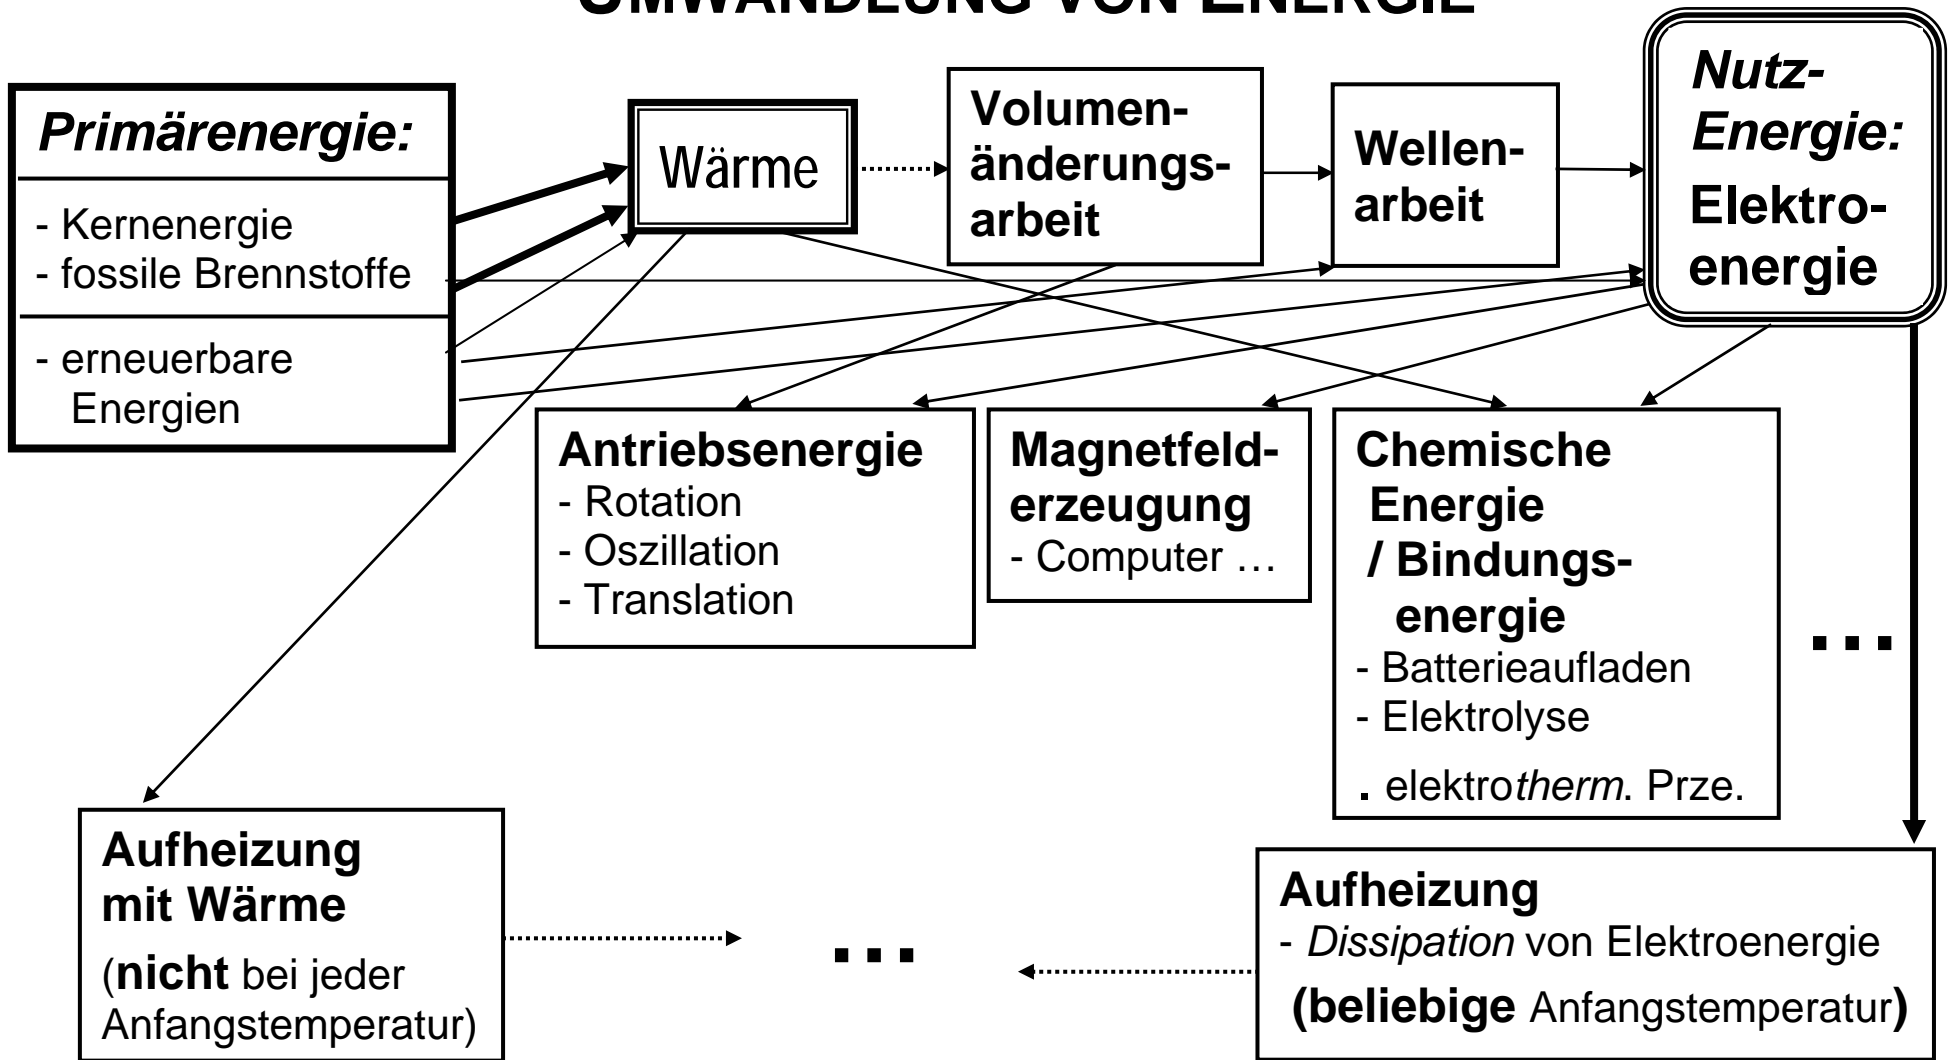 UMWANDLUNG VON ENERGIE
Primärenergie:
- Kernenergie
- fossile Brennstoffe
- erneuerbare
Energien
Wärme
Volumen-
änderungs-
arbeit
Wellen-
arbeit
Nutz-
Energie:
Elektro-
energie
Antriebsenergie
- Rotation
- Oszillation
- Translation
Magnetfeld-
erzeugung
- Computer …
Chemische
Energie
/ Bindungs-
energie
- Batterieaufladen
- Elektrolyse
. elektrotherm. Prze.
...
Aufheizung
mit Wärme
(nicht bei jeder
Anfangstemperatur)
...
Aufheizung
- Dissipation von Elektroenergie
(beliebige Anfangstemperatur)